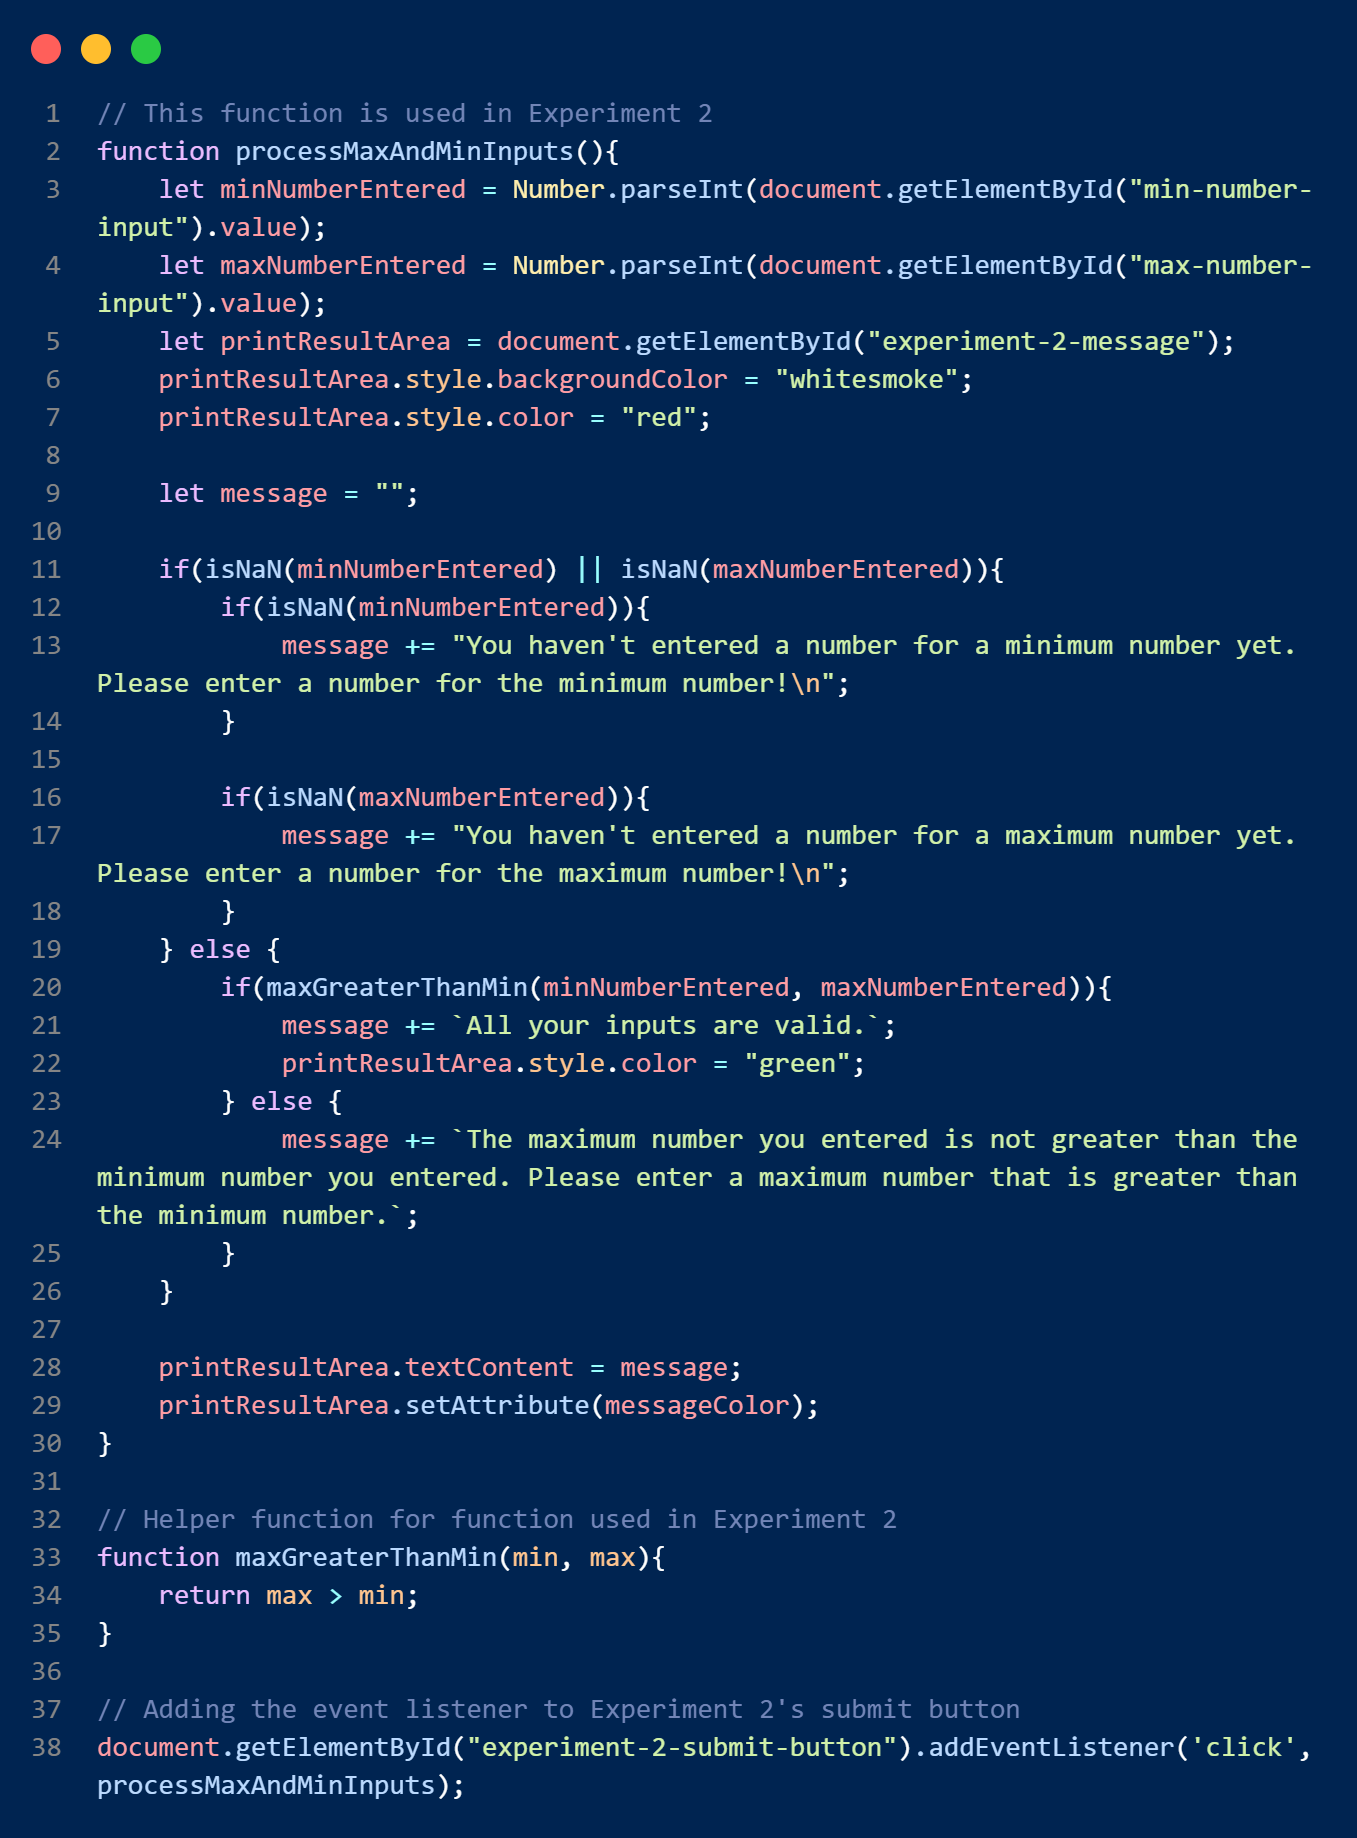 1 // This function is used in Experiment 2
2 function processMaxAndMinInputs(){
3     let minNumberEntered = Number.parseInt(document.getElementById("min-number-
input").value);
4     let maxNumberEntered = Number.parseInt(document.getElementById("max-number-
input").value);
5     let printResultArea = document.getElementById("experiment-2-message");
6     printResultArea.style.backgroundColor = "whitesmoke";
7     printResultArea.style.color = "red";
8
9     let message = "";
10
11     if(isNaN(minNumberEntered) || isNaN(maxNumberEntered)){
12         if(isNaN(minNumberEntered)){
13             message += "You haven't entered a number for a minimum number yet.
Please enter a number for the minimum number!\n";
14         }
15
16         if(isNaN(maxNumberEntered)){
17             message += "You haven't entered a number for a maximum number yet.
Please enter a number for the maximum number!\n";
18         }
19     } else {
20         if(maxGreaterThanMin(minNumberEntered, maxNumberEntered)){
21             message += `All your inputs are valid.`;
22             printResultArea.style.color = "green";
23         } else {
24             message += `The maximum number you entered is not greater than the
minimum number you entered. Please enter a maximum number that is greater than
the minimum number.`;
25         }
26     }
27
28     printResultArea.textContent = message;
29     printResultArea.setAttribute(messageColor);
30 }
31
32 // Helper function for function used in Experiment 2
33 function maxGreaterThanMin(min, max){
34     return max > min;
35 }
36
37 // Adding the event listener to Experiment 2's submit button
38 document.getElementById("experiment-2-submit-button").addEventListener('click',
processMaxAndMinInputs);